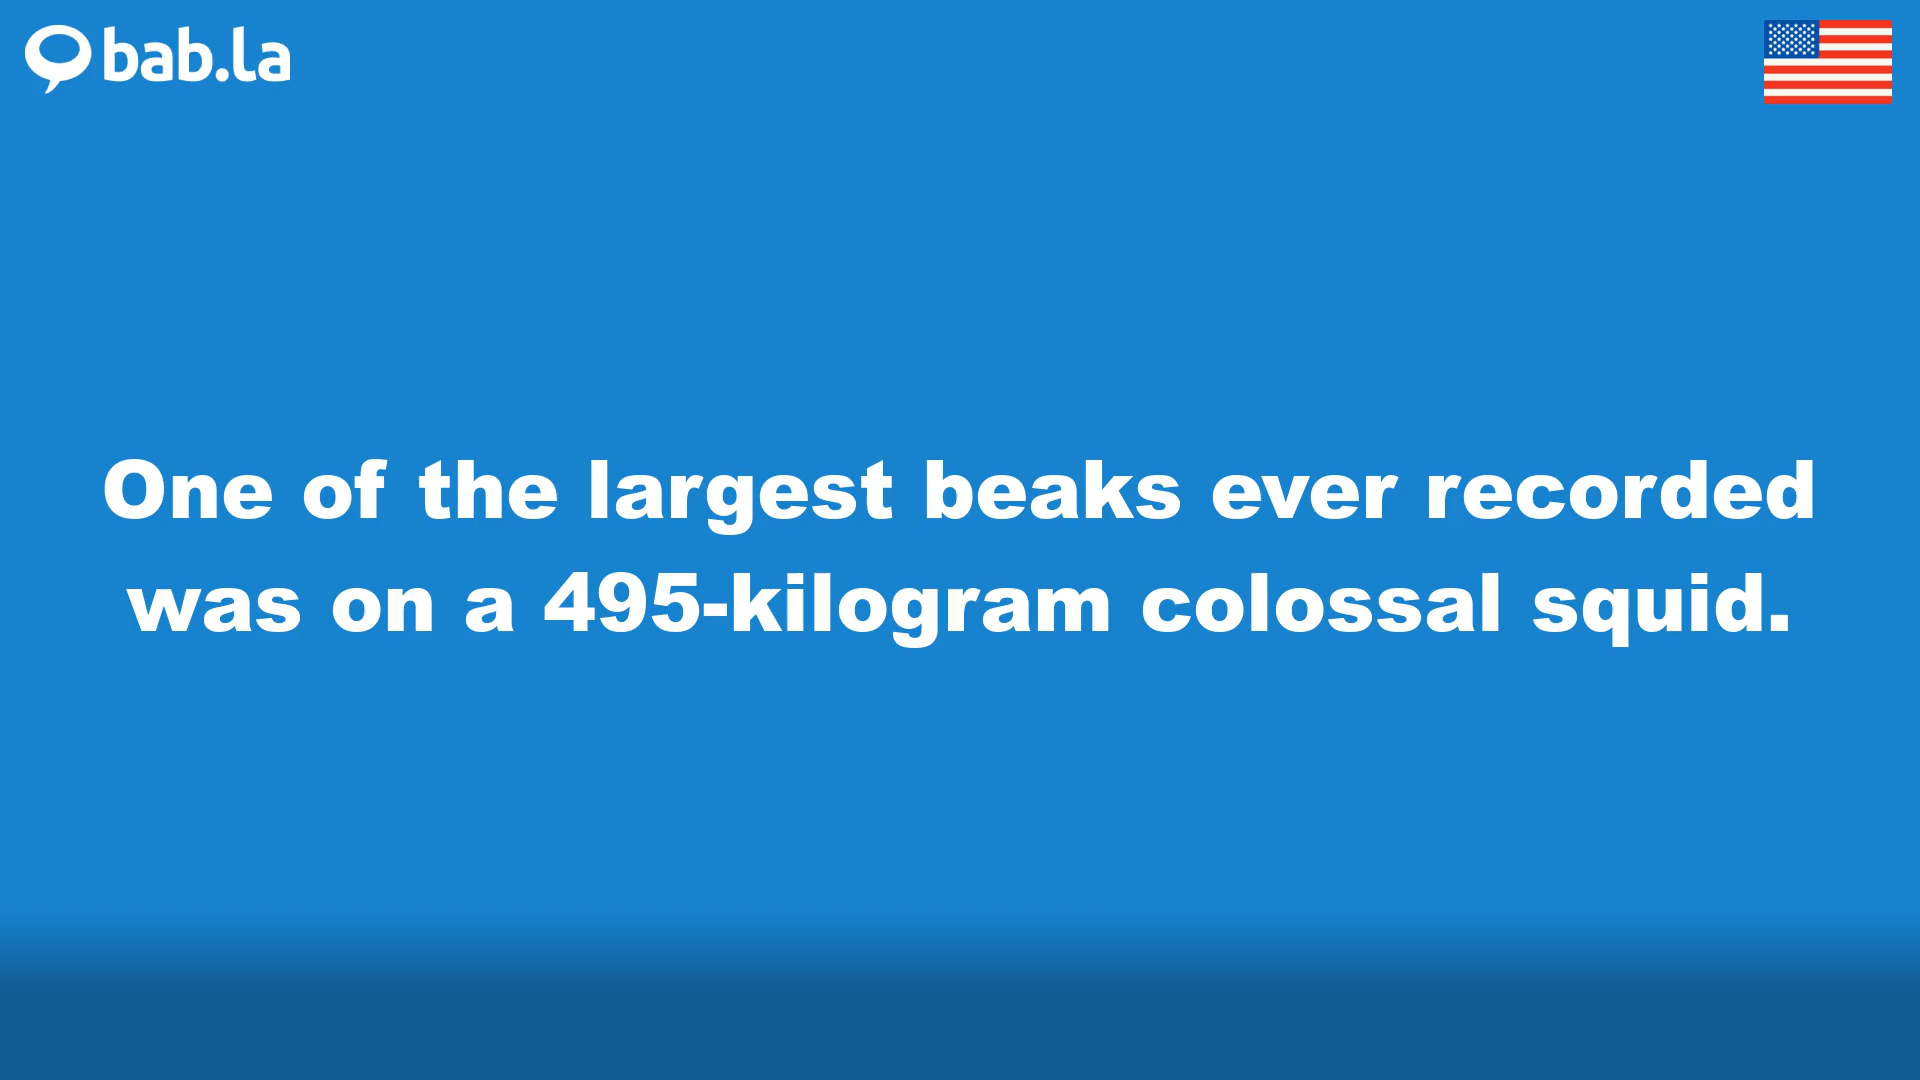 bab.la
One of the largest beaks ever recorded
was on a 495-kilogram colossal squid.